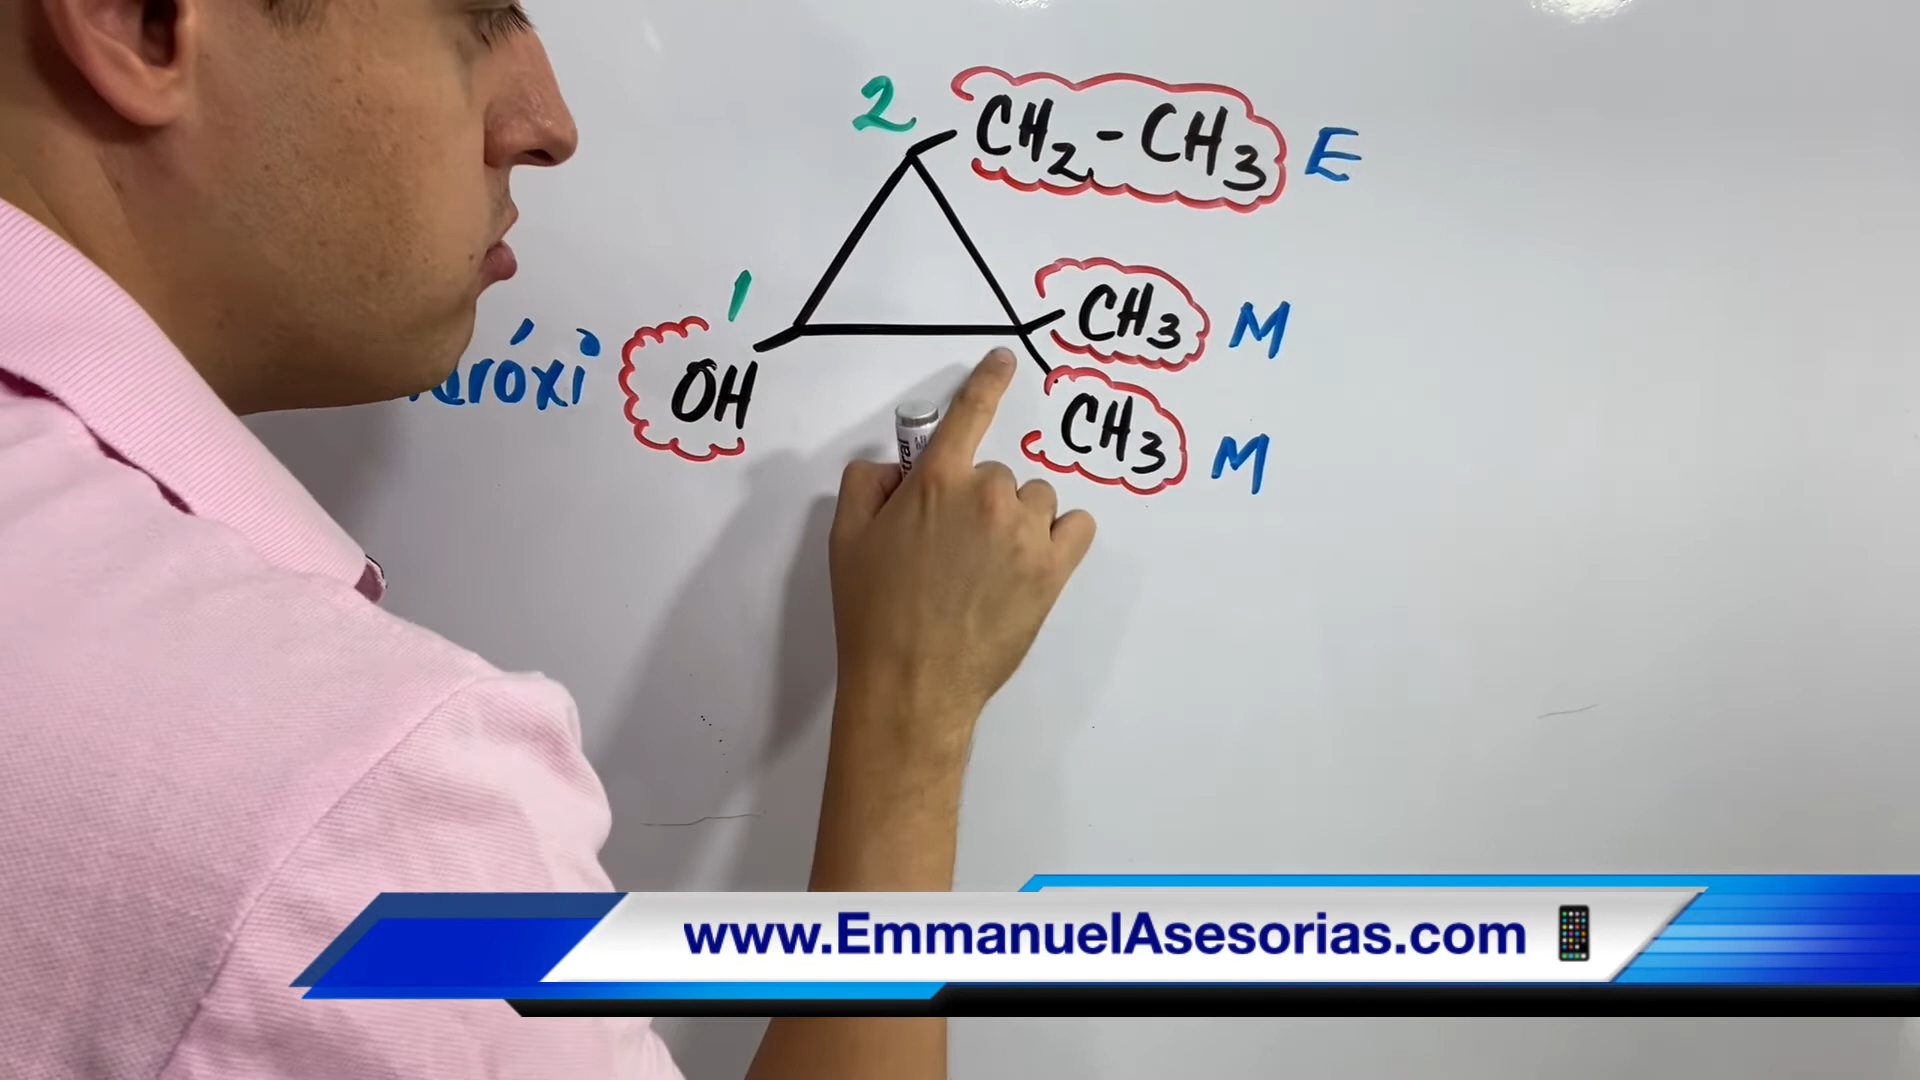 2
CH2-CH3 E
1
CH3 M
OH
CH3 M
www.EmmanuelAsesorias.com